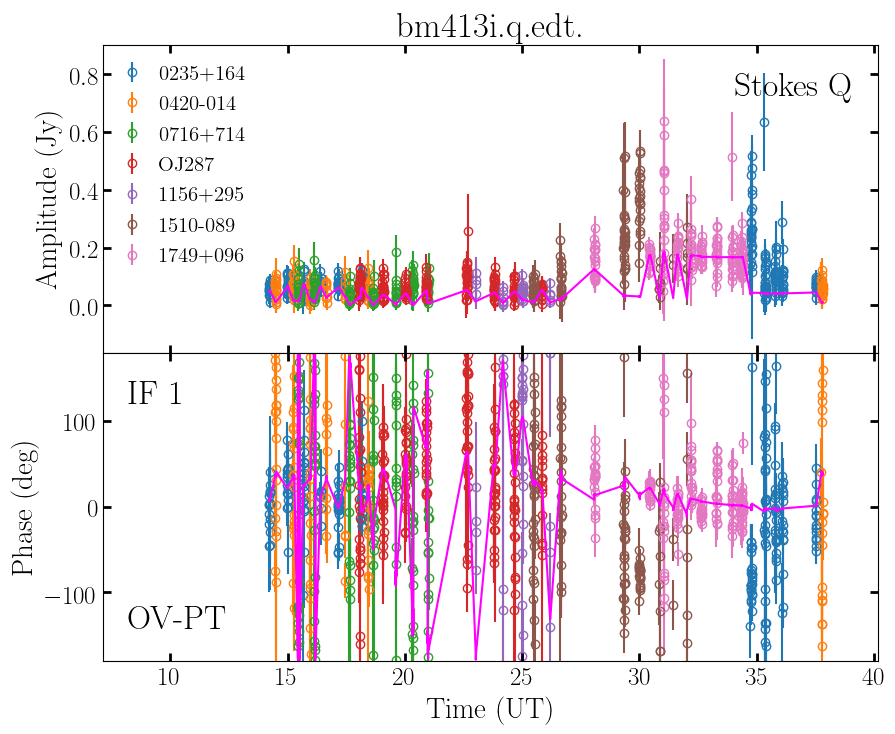 bm413i.q.edt.
Stokes Q
0235+164
0420-014
0716+714
OJ287
1156+295
1510-089
1749+096
Amplitude (Jy)
0.8
0.6
0.4
0.2
0.0
IF 1
OV-PT
Phase (deg)
100
0
−100
10
15
20
25
30
35
40
Time (UT)